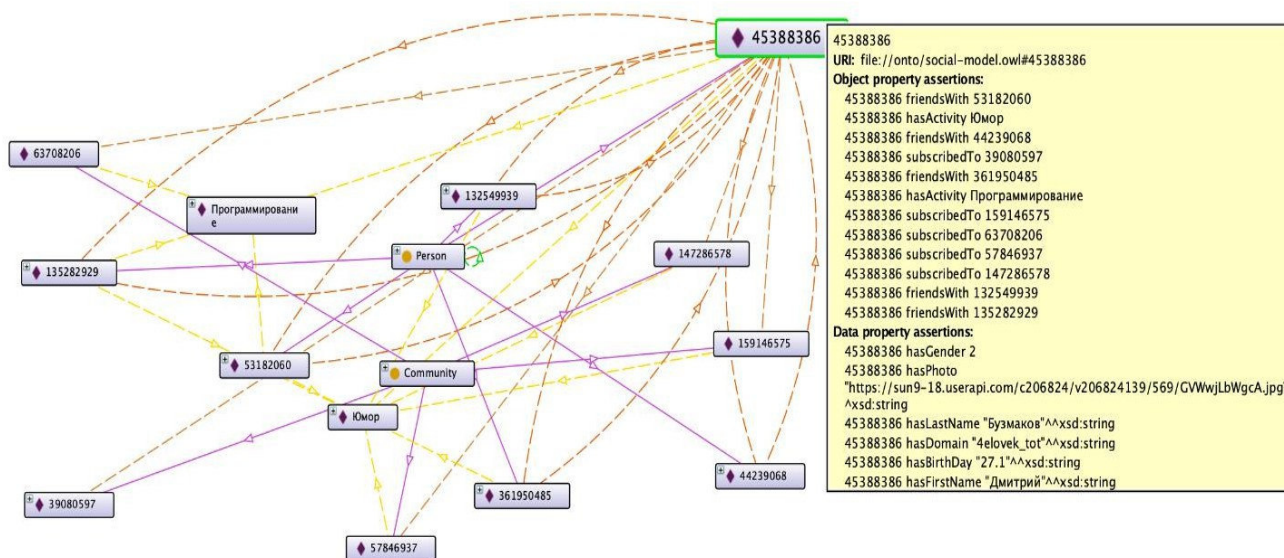 45388386
63708206
Программировани
е
132549939
Person
147286578
135282929
159146575
53182060
Community
Юмор
44239068
361950485
39080597
57846937
45388386
URI: file://onto/social-model.owl#45388386
Object property assertions:
45388386 friendsWith 53182060
45388386 hasActivity Юмор
45388386 friendsWith 44239068
45388386 subscribedTo 39080597
45388386 friendsWith 361950485
45388386 hasActivity Программирование
45388386 subscribedTo 159146575
45388386 subscribedTo 63708206
45388386 subscribedTo 57846937
45388386 subscribedTo 147286578
45388386 friendsWith 132549939
45388386 friendsWith 135282929
Data property assertions:
45388386 hasGender 2
45388386 hasPhoto
"https://sun9-18.userapi.com/c206824/v206824139/569/GVWwjLbWgcA.jpg"
^xsd:string
45388386 hasLastName "Бузмаков"^^xsd:string
45388386 hasDomain "4elovek_tot"^^xsd:string
45388386 hasBirthDay "27.1"^^xsd:string
45388386 hasFirstName "Дмитрий"^^xsd:string